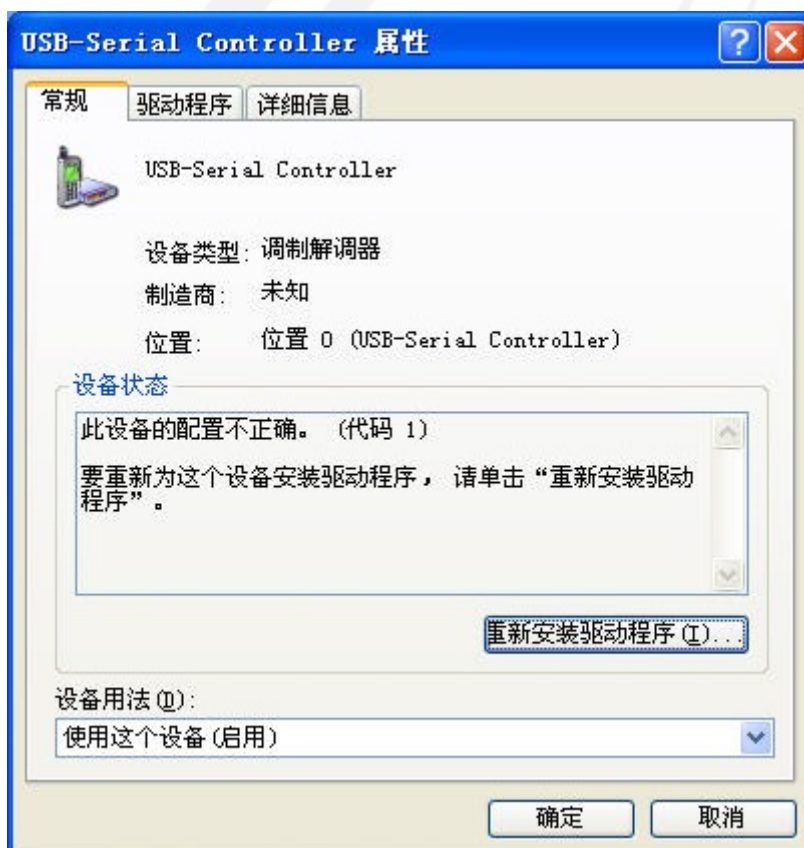 USB-Serial Controller 属性
常规 驱动程序 详细信息
USB-Serial Controller
设备类型: 调制解调器
制造商: 未知
位置: 位置 0 (USB-Serial Controller)
设备状态
此设备的配置不正确。 (代码 1)
要重新为这个设备安装驱动程序， 请单击“重新安装驱动
程序”。
重新安装驱动程序(I)...
设备用法(D):
使用这个设备(启用)
确定 取消